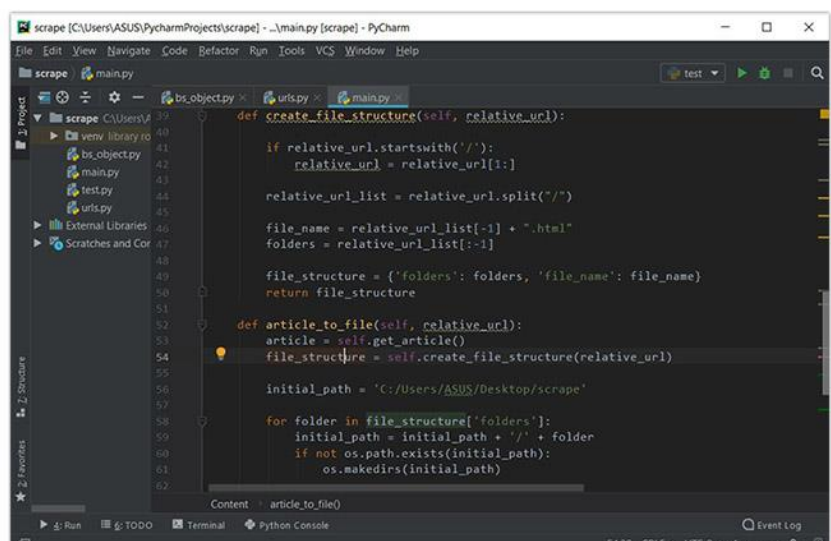 scrape [C:\Users\ASUS\PycharmProjects\scrape] - ...\main.py [scrape] - PyCharm
File Edit View Navigate Code Refactor Run Tools VCS Window Help
scrape main.py test
1: Project
bs_object.py urls.py main.py
scrape C:\Users\A
venv library ro
bs_object.py
main.py
test.py
urls.py
External Libraries
Scratches and Cor
39 def create_file_structure(self, relative_url):
40
41 if relative_url.startswith('/'):
42 relative_url = relative_url[1:]
43
44 relative_url_list = relative_url.split("/")
45
46 file_name = relative_url_list[-1] + ".html"
47 folders = relative_url_list[:-1]
48
49 file_structure = {'folders': folders, 'file_name': file_name}
50 return file_structure
51
52 def article_to_file(self, relative_url):
53 article = self.get_article()
54 file_structure = self.create_file_structure(relative_url)
55
56 initial_path = 'C:/Users/ASUS/Desktop/scrape'
57
58 for folder in file_structure['folders']:
59 initial_path = initial_path + '/' + folder
60 if not os.path.exists(initial_path):
61 os.makedirs(initial_path)
62
Z: Structure
2: Favorites
Content article_to_file()
4: Run 6: TODO Terminal Python Console Event Log